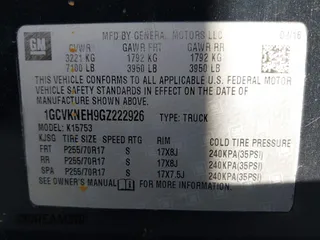 GM
MFD BY GENERAL MOTORS LLC
GVWR GAWR FRT GAWR RR
3221 KG 1792 KG 1792 KG
7100 LB 3950 LB 3950 LB
THIS VEHICLE CONFORMS TO ALL APPLICABLE U.S. FEDERAL MOTOR
VEHICLE SAFETY STANDARDS IN
EFFECT ON THE DATE OF MANUFACTURE SHOWN ABOVE.
1GCVKNEH9GZ222926 TYPE: TRUCK
MODEL: K15753
TIRE SIZE SPEED RTG RIM COLD TIRE PRESSURE
FRT P255/70R17 S 17X8J 240KPA(35PSI)
RR P255/70R17 S 17X8J 240KPA(35PSI)
SPA P255/70R17 S 17X7.5J 240KPA(35PSI)
SEE OWNER'S MANUAL FOR ADDITIONAL INFORMATION.